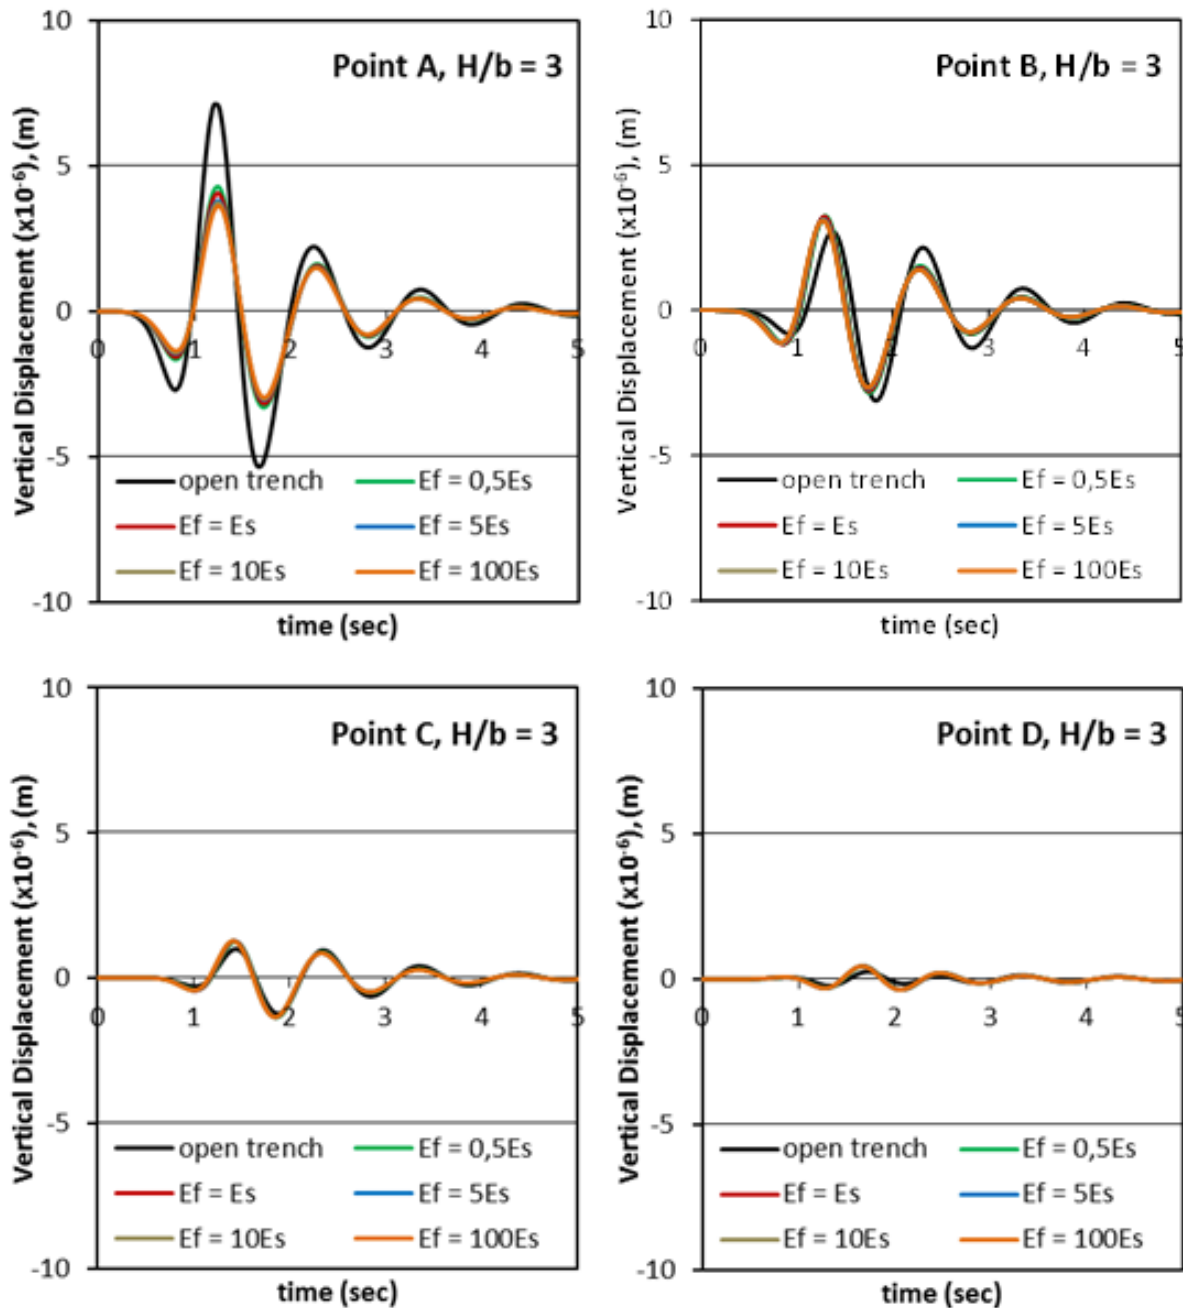 10
5
0
-5
-10
Vertical Displacement (x10⁻⁶), (m)
Point A, H/b = 3
0 1 2 3 4 5
open trench Ef = 0,5Es
Ef = Es Ef = 5Es
Ef = 10Es Ef = 100Es
time (sec)
10
5
0
-5
-10
Vertical Displacement (x10⁻⁶), (m)
Point B, H/b = 3
0 1 2 3 4 5
open trench Ef = 0,5Es
Ef = Es Ef = 5Es
Ef = 10Es Ef = 100Es
time (sec)
10
5
0
-5
-10
Vertical Displacement (x10⁻⁶), (m)
Point C, H/b = 3
0 1 2 3 4 5
open trench Ef = 0,5Es
Ef = Es Ef = 5Es
Ef = 10Es Ef = 100Es
time (sec)
10
5
0
-5
-10
Vertical Displacement (x10⁻⁶), (m)
Point D, H/b = 3
0 1 2 3 4 5
open trench Ef = 0,5Es
Ef = Es Ef = 5Es
Ef = 10Es Ef = 100Es
time (sec)